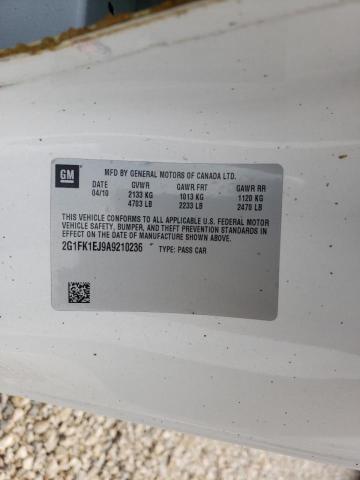 GM
MFD BY GENERAL MOTORS OF CANADA LTD.
DATE GVWR GAWR FRT GAWR RR
04/10 2133 KG 1013 KG 1120 KG
4703 LB 2233 LB 2470 LB
THIS VEHICLE CONFORMS TO ALL APPLICABLE U.S. FEDERAL MOTOR
VEHICLE SAFETY, BUMPER, AND THEFT PREVENTION STANDARDS
IN EFFECT ON THE DATE OF MANUFACTURE SHOWN ABOVE.
2G1FK1EJ9A9210236 TYPE: PASS CAR